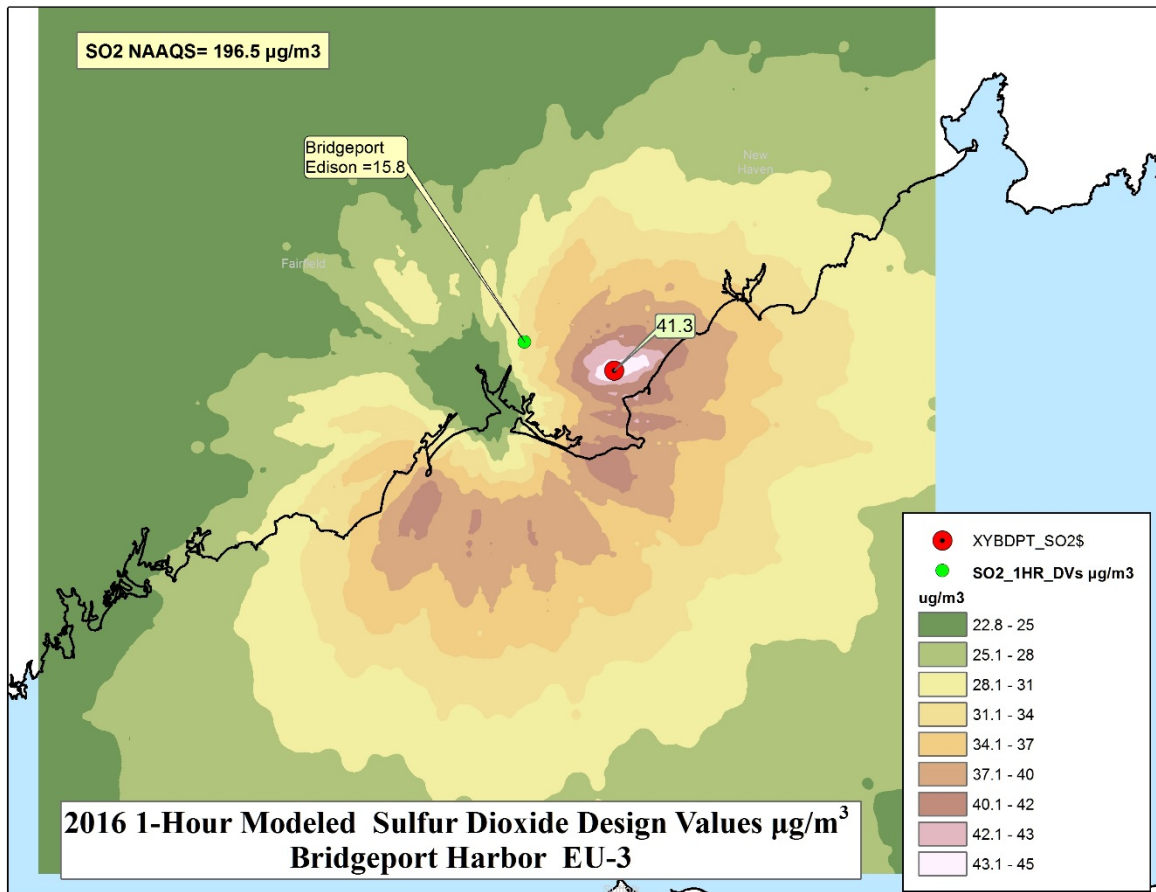 SO2 NAAQS= 196.5 µg/m3
Bridgeport
Edison =15.8
New
Haven
Fairfield
41.3
XYBDPT_SO2$
SO2_1HR_DVs µg/m3
ug/m3
22.8 - 25
25.1 - 28
28.1 - 31
31.1 - 34
34.1 - 37
37.1 - 40
40.1 - 42
42.1 - 43
43.1 - 45
2016 1-Hour Modeled Sulfur Dioxide Design Values µg/m³
Bridgeport Harbor EU-3